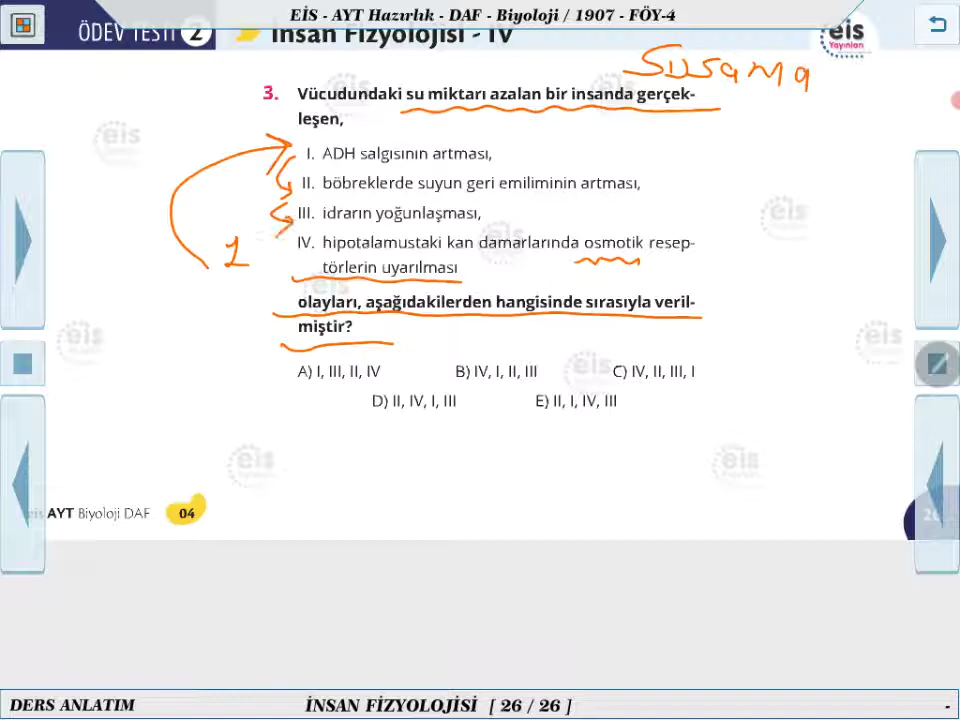 EİS - AYT Hazırlık - DAF - Biyoloji / 1907 - FÖY-4
ÖDEV TESTİ 2
İnsan Fizyolojisi - IV
eis
Yayınları
susama
3. Vücudundaki su miktarı azalan bir insanda gerçek-
leşen,
I. ADH salgısının artması,
II. böbreklerde suyun geri emiliminin artması,
III. idrarın yoğunlaşması,
1
IV. hipotalamustaki kan damarlarında osmotik resep-
törlerin uyarılması
olayları, aşağıdakilerden hangisinde sırasıyla veril-
miştir?
A) I, III, II, IV B) IV, I, II, III C) IV, II, III, I
D) II, IV, I, III E) II, I, IV, III
eis AYT Biyoloji DAF 04
DERS ANLATIM İNSAN FİZYOLOJİSİ [ 26 / 26 ] -